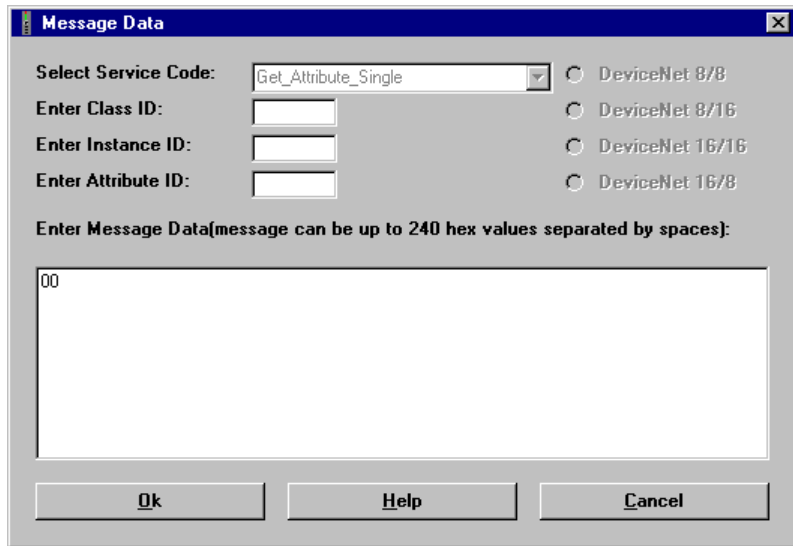 Message Data
Select Service Code: Get_Attribute_Single DeviceNet 8/8
Enter Class ID: DeviceNet 8/16
Enter Instance ID: DeviceNet 16/16
Enter Attribute ID: DeviceNet 16/8
Enter Message Data(message can be up to 240 hex values separated by spaces):
00
Ok Help Cancel